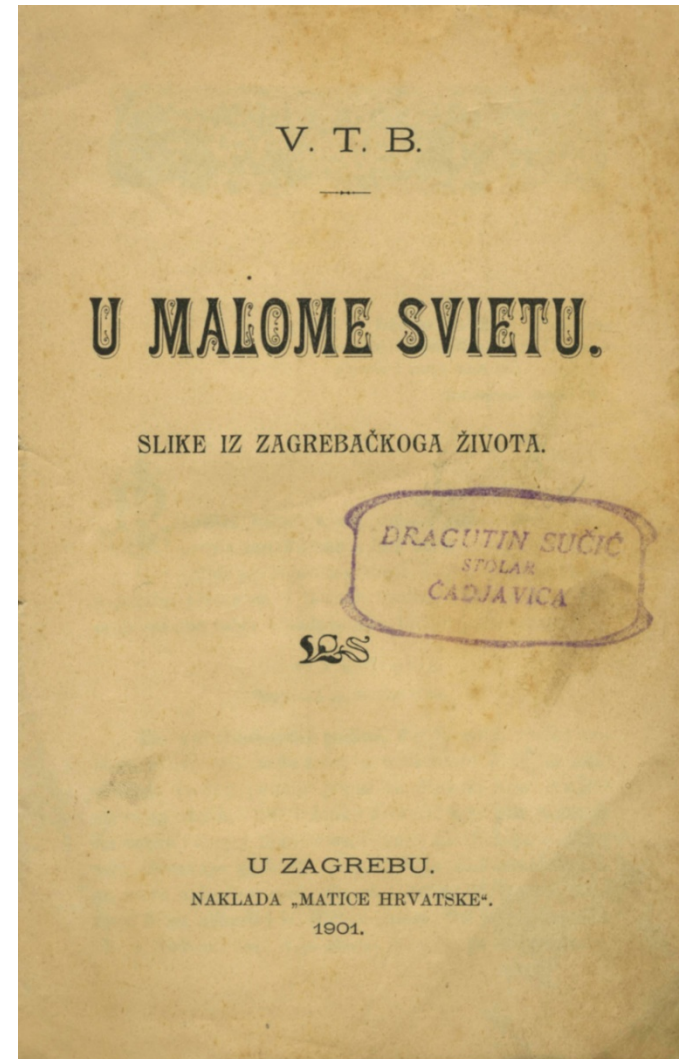 V. T. B.
U MALOME SVIETU.
SLIKE IZ ZAGREBAČKOGA ŽIVOTA.
DRAGUTIN SUČIĆ
STOLAR
ČADJAVICA
U ZAGREBU.
NAKLADA „MATICE HRVATSKE“.
1901.